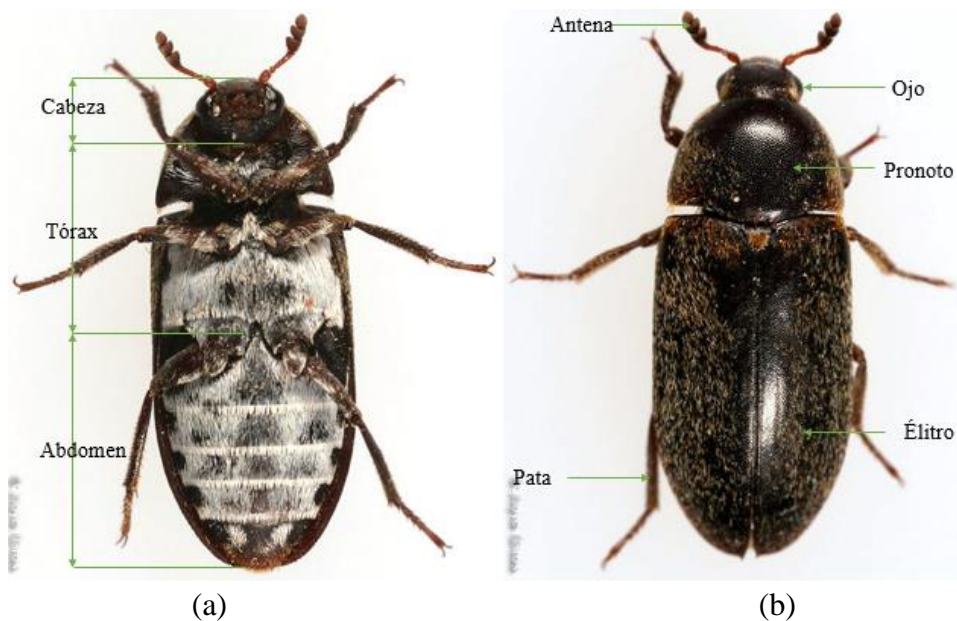 Cabeza
Tórax
Abdomen
(a)
Antena
Ojo
Pronoto
Élitro
Pata
(b)